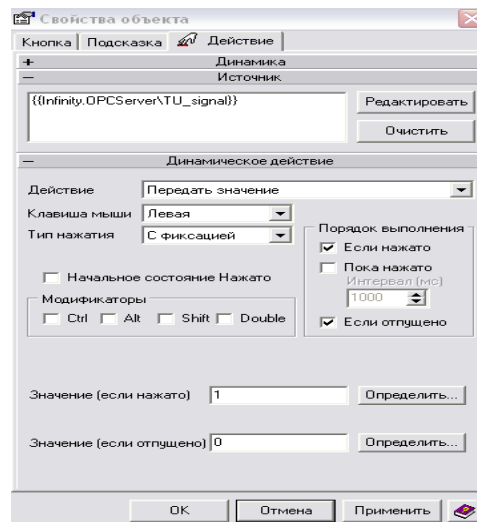 Свойства объекта
Кнопка Подсказка Действие
Динамика
Источник
{{Infinity.OPCServer\TU_signal}}
Редактировать
Очистить
Динамическое действие
Действие Передать значение
Клавиша мыши Левая
Тип нажатия С фиксацией
Порядок выполнения
Если нажато
Пока нажато
Интервал (мс)
1000
Если отпущено
Начальное состояние Нажато
Модификаторы
Ctrl Alt Shift Double
Значение (если нажато) 1 Определить...
Значение (если отпущено) 0 Определить...
OK Отмена Применить